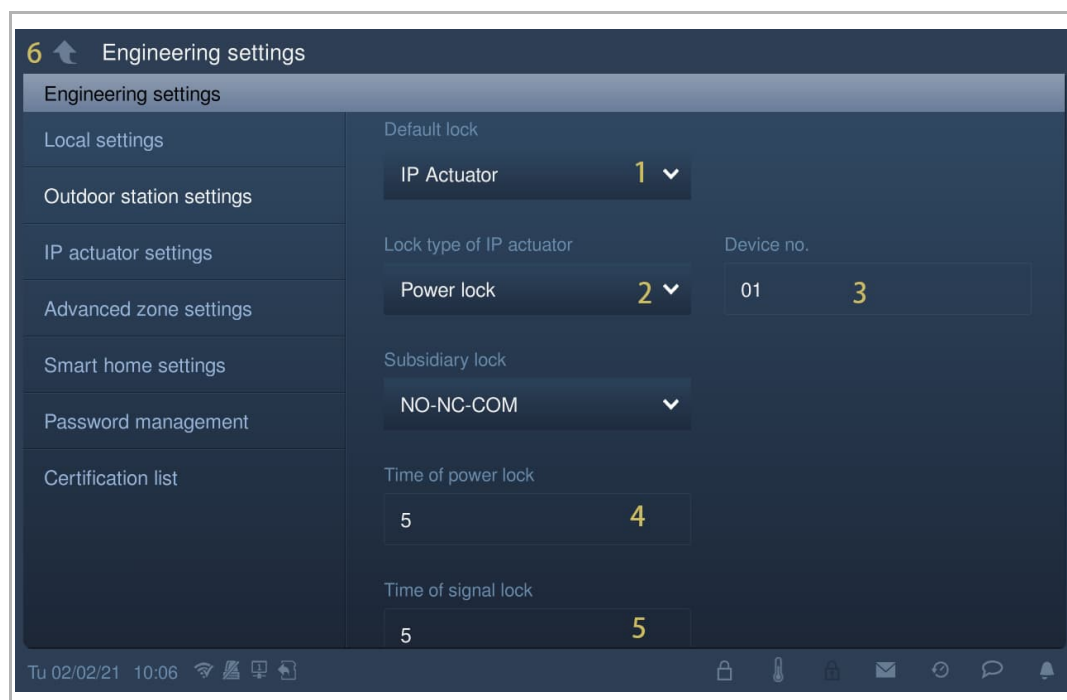 6 Engineering settings
Engineering settings
Local settings
Outdoor station settings
IP actuator settings
Advanced zone settings
Smart home settings
Password management
Certification list
Default lock
IP Actuator 1
Lock type of IP actuator Device no.
Power lock 2 01 3
Subsidiary lock
NO-NC-COM
Time of power lock
5 4
Time of signal lock
5 5
Tu 02/02/21 10:06